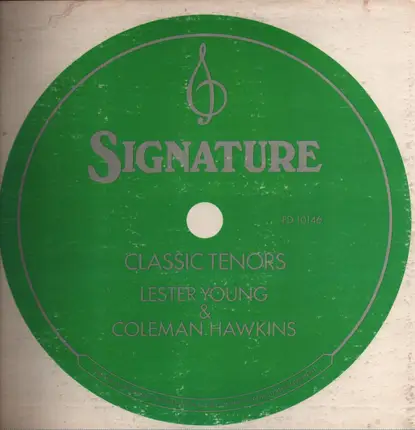 SIGNATURE
FD 10146
CLASSIC TENORS
LESTER YOUNG
&
COLEMAN HAWKINS